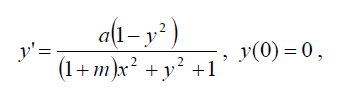 y' = a(1 − y²) / ((1 + m)x² + y² + 1), y(0) = 0,